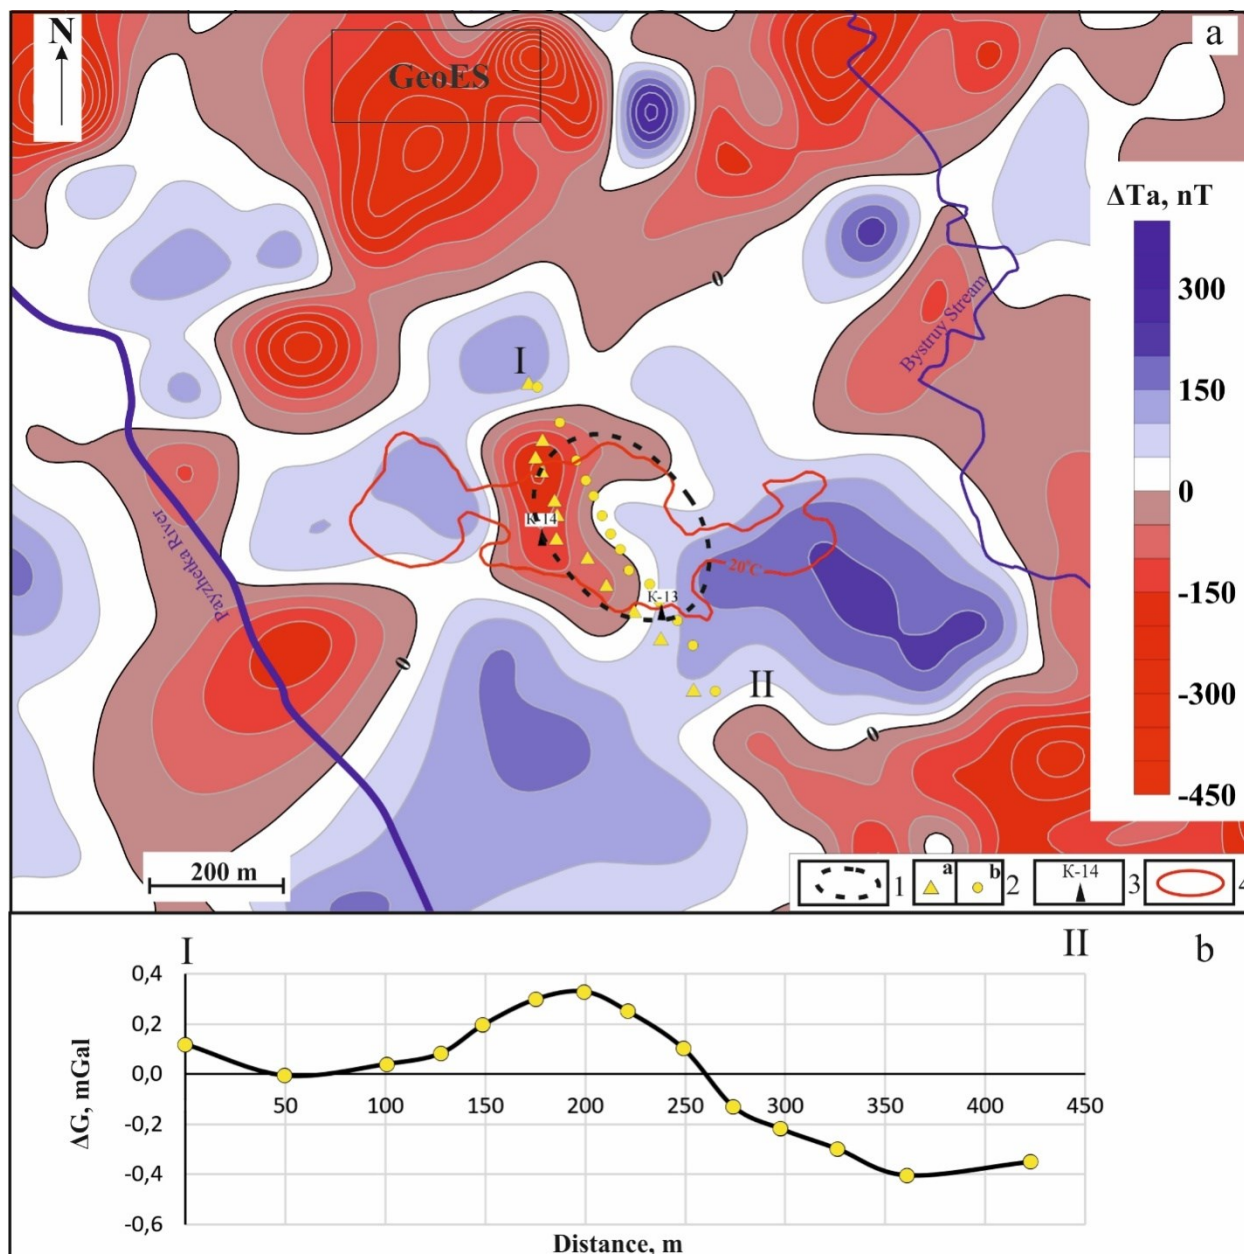 N
GeoES
a
ΔTa, nT
300
150
0
-150
-300
-450
0
0
0
I
II
K-14
K-13
20°C
Payzhetka River
Bystruy Stream
200 m
1
a
b
2
K-14
3
4
I
II
b
0,4
0,2
0,0
-0,2
-0,4
-0,6
50
100
150
200
250
300
350
400
450
ΔG, mGal
Distance, m